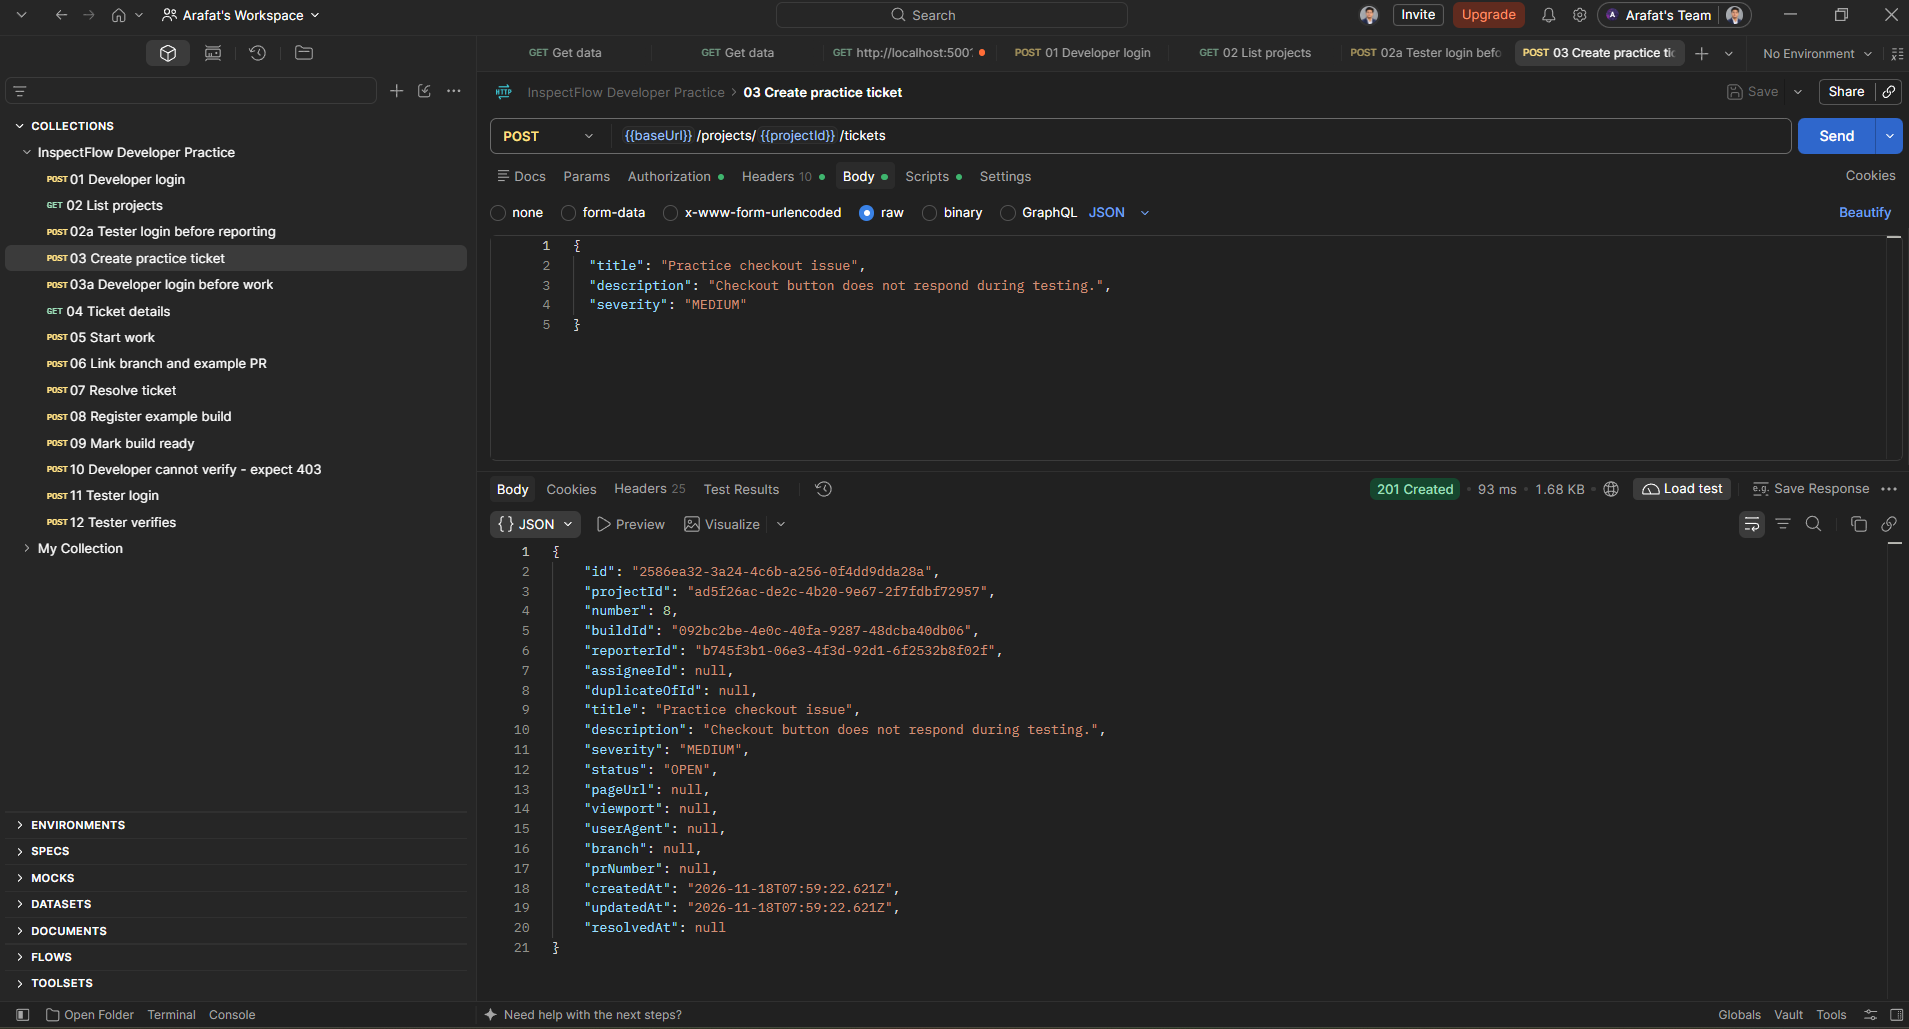 Arafat's Workspace
Search
Invite
Upgrade
A
Arafat's Team
GET Get data
GET Get data
GET http://localhost:5001
POST 01 Developer login
GET 02 List projects
POST 02a Tester login befo
POST 03 Create practice tic
No Environment
InspectFlow Developer Practice > 03 Create practice ticket
Save
Share
COLLECTIONS
InspectFlow Developer Practice
POST 01 Developer login
GET 02 List projects
POST 02a Tester login before reporting
POST 03 Create practice ticket
POST 03a Developer login before work
GET 04 Ticket details
POST 05 Start work
POST 06 Link branch and example PR
POST 07 Resolve ticket
POST 08 Register example build
POST 09 Mark build ready
POST 10 Developer cannot verify - expect 403
POST 11 Tester login
POST 12 Tester verifies
My Collection
ENVIRONMENTS
SPECS
MOCKS
DATASETS
DOCUMENTS
FLOWS
TOOLSETS
HTTP
POST
{{baseUrl}} /projects/ {{projectId}} /tickets
Send
Docs Params Authorization Headers 10 Body Scripts Settings
Cookies
none form-data x-www-form-urlencoded raw binary GraphQL JSON
Beautify
1 {
2 "title": "Practice checkout issue",
3 "description": "Checkout button does not respond during testing.",
4 "severity": "MEDIUM"
5 }
Body Cookies Headers 25 Test Results
201 Created • 93 ms • 1.68 KB
Load test
e.g. Save Response
{} JSON
Preview
Visualize
1 {
2 "id": "2586ea32-3a24-4c6b-a256-0f4dd9dda28a",
3 "projectId": "ad5f26ac-de2c-4b20-9e67-2f7fdbf72957",
4 "number": 8,
5 "buildId": "092bc2be-4e0c-40fa-9287-48dcba40db06",
6 "reporterId": "b745f3b1-06e3-4f3d-92d1-6f2532b8f02f",
7 "assigneeId": null,
8 "duplicateOfId": null,
9 "title": "Practice checkout issue",
10 "description": "Checkout button does not respond during testing.",
11 "severity": "MEDIUM",
12 "status": "OPEN",
13 "pageUrl": null,
14 "viewport": null,
15 "userAgent": null,
16 "branch": null,
17 "prNumber": null,
18 "createdAt": "2026-11-18T07:59:22.621Z",
19 "updatedAt": "2026-11-18T07:59:22.621Z",
20 "resolvedAt": null
21 }
Open Folder Terminal Console
Need help with the next steps?
Globals Vault Tools